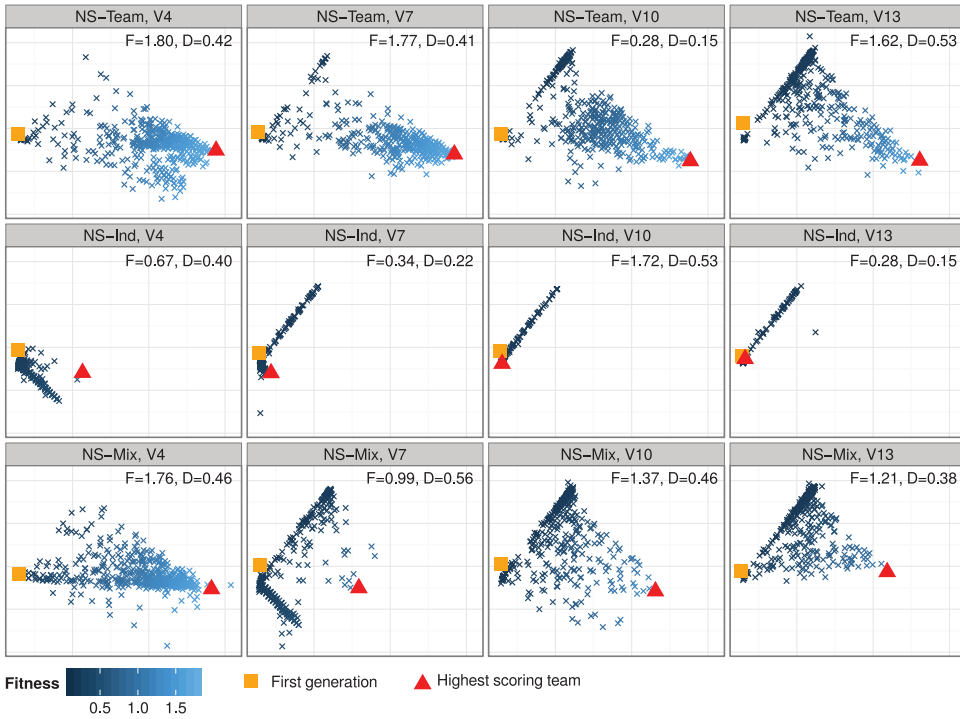 NS−Team, V4
F=1.80, D=0.42
NS−Team, V7
F=1.77, D=0.41
NS−Team, V10
F=0.28, D=0.15
NS−Team, V13
F=1.62, D=0.53
NS−Ind, V4
F=0.67, D=0.40
NS−Ind, V7
F=0.34, D=0.22
NS−Ind, V10
F=1.72, D=0.53
NS−Ind, V13
F=0.28, D=0.15
NS−Mix, V4
F=1.76, D=0.46
NS−Mix, V7
F=0.99, D=0.56
NS−Mix, V10
F=1.37, D=0.46
NS−Mix, V13
F=1.21, D=0.38
Fitness
0.5 1.0 1.5
First generation
Highest scoring team